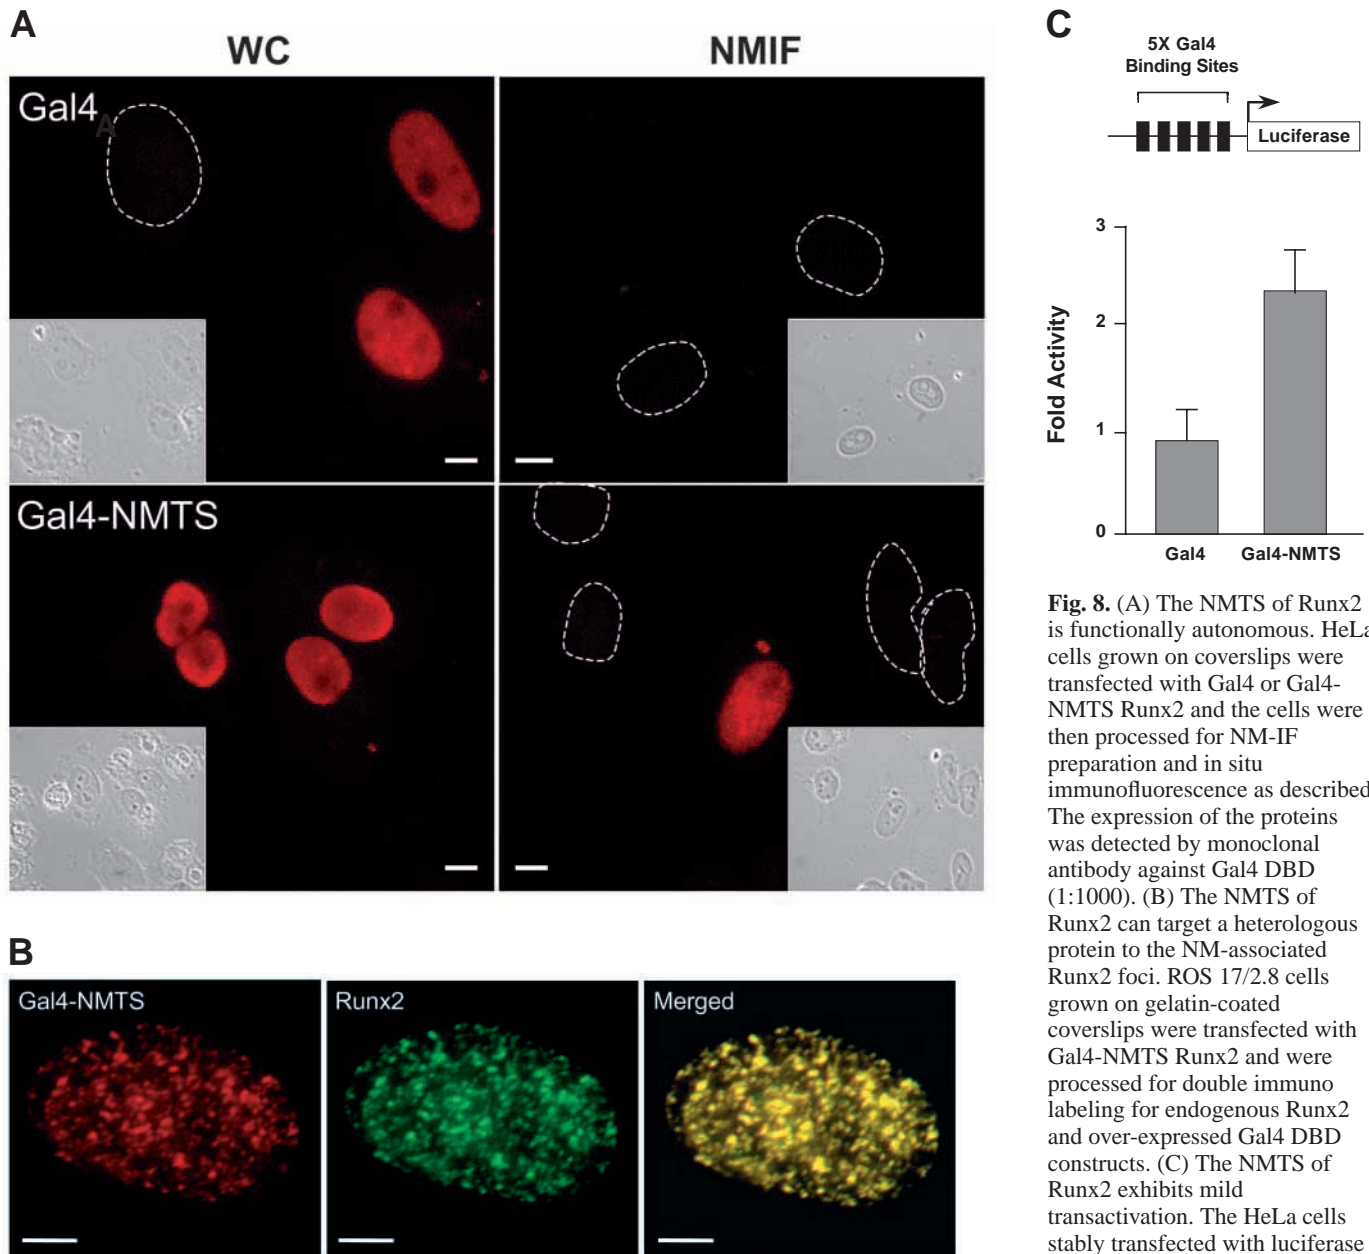 A
WC
NMIF
Gal4
A
Gal4-NMTS
B
Gal4-NMTS
Runx2
Merged
C
5X Gal4
Binding Sites
Luciferase
Fold Activity
3
2
1
0
Gal4
Gal4-NMTS
Fig. 8. (A) The NMTS of Runx2
is functionally autonomous. HeLa
cells grown on coverslips were
transfected with Gal4 or Gal4-
NMTS Runx2 and the cells were
then processed for NM-IF
preparation and in situ
immunofluorescence as described
The expression of the proteins
was detected by monoclonal
antibody against Gal4 DBD
(1:1000). (B) The NMTS of
Runx2 can target a heterologous
protein to the NM-associated
Runx2 foci. ROS 17/2.8 cells
grown on gelatin-coated
coverslips were transfected with
Gal4-NMTS Runx2 and were
processed for double immuno
labeling for endogenous Runx2
and over-expressed Gal4 DBD
constructs. (C) The NMTS of
Runx2 exhibits mild
transactivation. The HeLa cells
stably transfected with luciferase